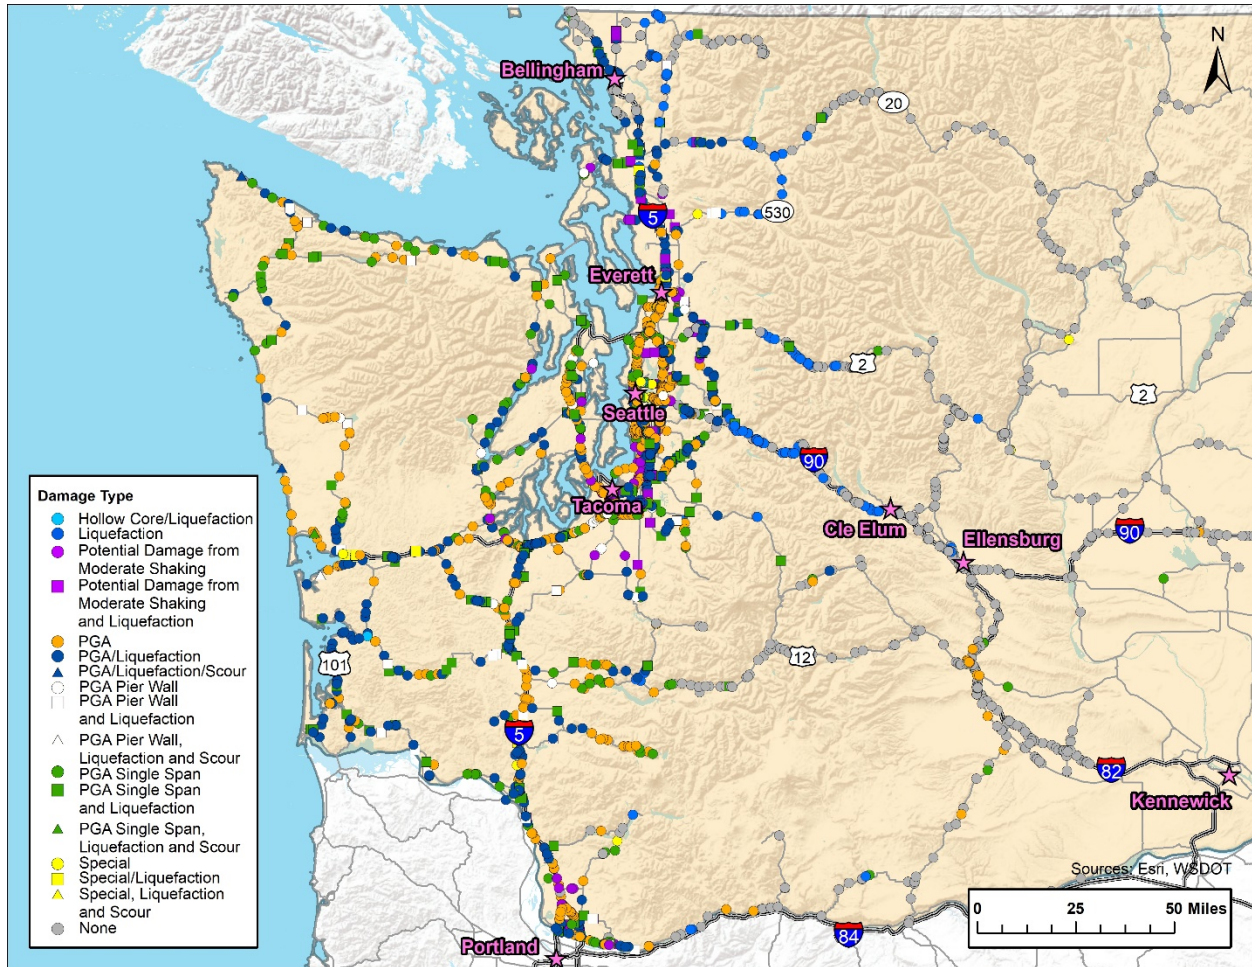 N
Bellingham
20
530
5
Everett
2
2
Seattle
90
Tacoma
Cle Elum
Ellensburg
90
101
12
5
82
Kennewick
84
Portland
Damage Type
Hollow Core/Liquefaction
Liquefaction
Potential Damage from
Moderate Shaking
Potential Damage from
Moderate Shaking
and Liquefaction
PGA
PGA/Liquefaction
PGA/Liquefaction/Scour
PGA Pier Wall
PGA Pier Wall
and Liquefaction
PGA Pier Wall,
Liquefaction and Scour
PGA Single Span
PGA Single Span
and Liquefaction
PGA Single Span,
Liquefaction and Scour
Special
Special/Liquefaction
Special, Liquefaction
and Scour
None
Sources: Esri, WSDOT
0 25 50 Miles